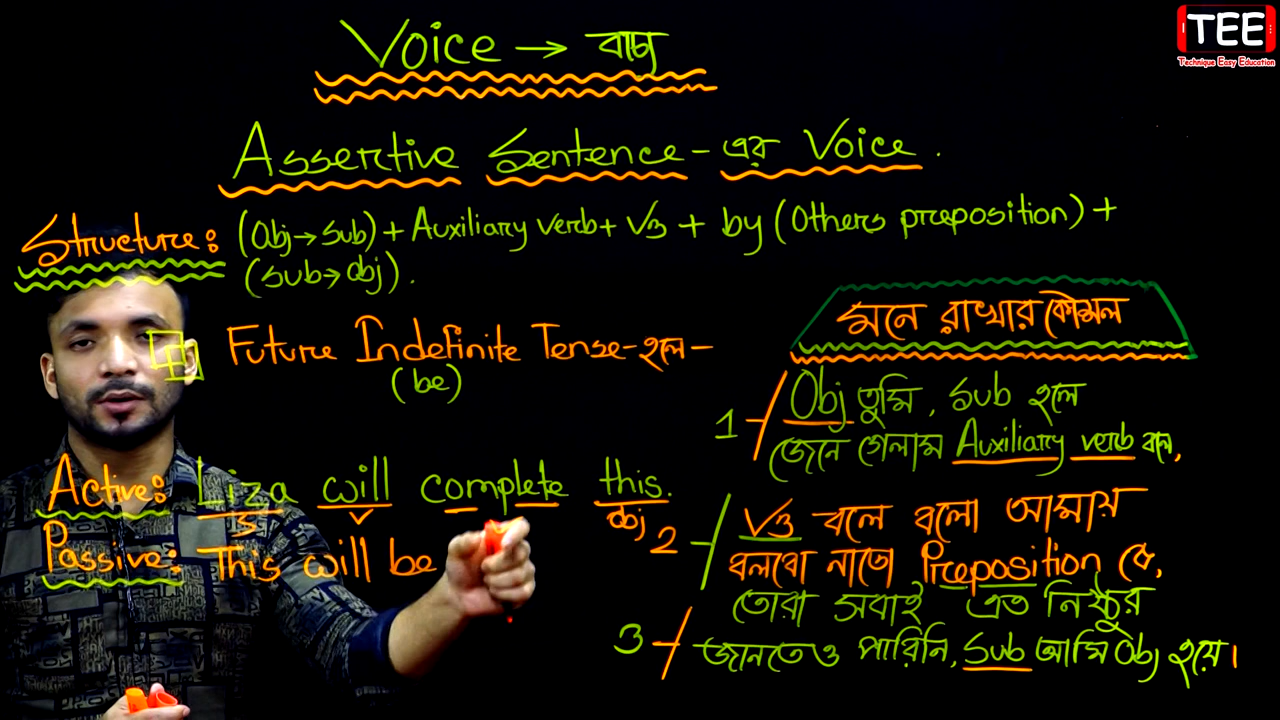 Voice → বাচ্য
TEE
Technique Easy Education
Assertive Sentence-এর Voice.
Structure: (Obj→Sub) + Auxiliary verb + V3 + by (Others preposition) +
(Sub→obj).
Future Indefinite Tense-হলে-
(be)
Active: Liza will complete this.
S V obj
Passive: This will be
মনে রাখার কৌশল
1 Obj তুমি, Sub হলে
জেনে গেলাম Auxiliary verb বলে,
2 V3 বলে বলো আমায়
বলবো নাতো Preposition কে,
তোরা সবাই এত নিষ্ঠুর
3 জানতেও পারিনি, Sub আমি Obj হয়ে।